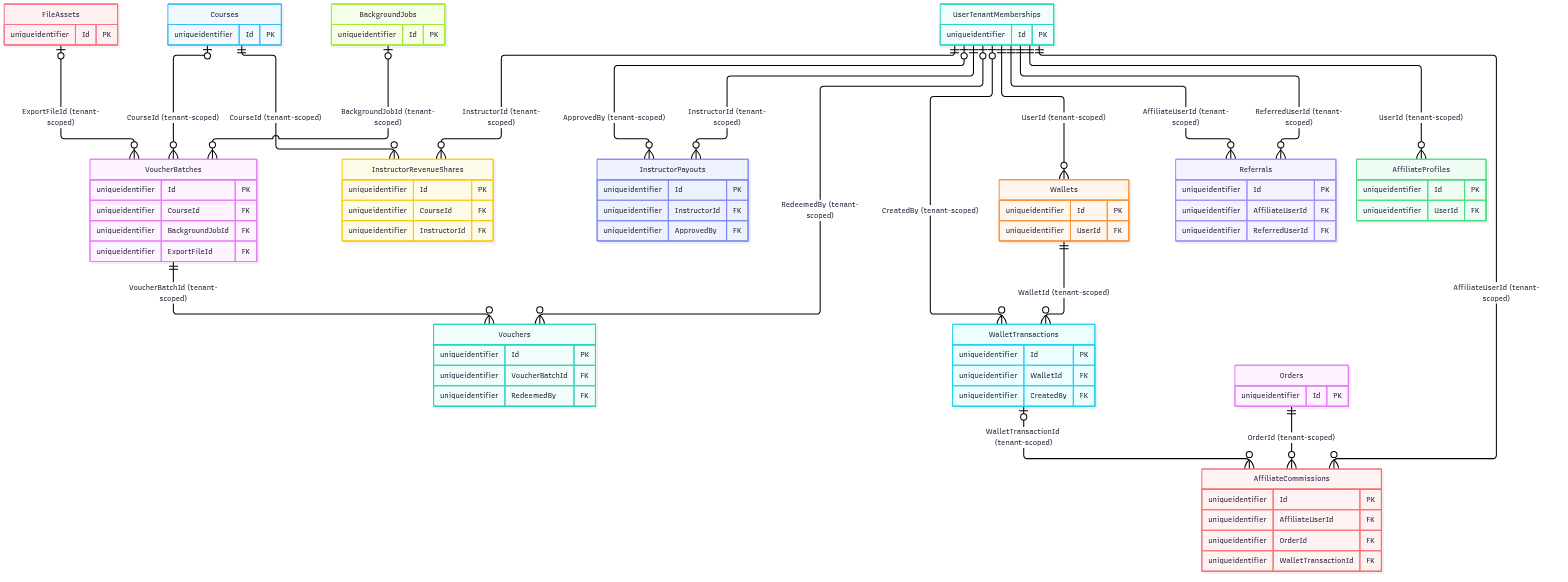 FileAssets
uniqueidentifier Id PK
Courses
uniqueidentifier Id PK
BackgroundJobs
uniqueidentifier Id PK
UserTenantMemberships
uniqueidentifier Id PK
ExportFileId (tenant-
scoped)
CourseId (tenant-scoped)
CourseId (tenant-scoped)
BackgroundJobId (tenant-
scoped)
InstructorId (tenant-
scoped)
ApprovedBy (tenant-scoped)
InstructorId (tenant-
scoped)
UserId (tenant-scoped)
AffiliateUserId (tenant-
scoped)
ReferredUserId (tenant-
scoped)
UserId (tenant-scoped)
VoucherBatches
uniqueidentifier Id PK
uniqueidentifier CourseId FK
uniqueidentifier BackgroundJobId FK
uniqueidentifier ExportFileId FK
InstructorRevenueShares
uniqueidentifier Id PK
uniqueidentifier CourseId FK
uniqueidentifier InstructorId FK
InstructorPayouts
uniqueidentifier Id PK
uniqueidentifier InstructorId FK
uniqueidentifier ApprovedBy FK
RedeemedBy (tenant-
scoped)
CreatedBy (tenant-scoped)
Wallets
uniqueidentifier Id PK
uniqueidentifier UserId FK
Referrals
uniqueidentifier Id PK
uniqueidentifier AffiliateUserId FK
uniqueidentifier ReferredUserId FK
AffiliateProfiles
uniqueidentifier Id PK
uniqueidentifier UserId FK
VoucherBatchId (tenant-
scoped)
WalletId (tenant-scoped)
AffiliateUserId (tenant-
scoped)
Vouchers
uniqueidentifier Id PK
uniqueidentifier VoucherBatchId FK
uniqueidentifier RedeemedBy FK
WalletTransactions
uniqueidentifier Id PK
uniqueidentifier WalletId FK
uniqueidentifier CreatedBy FK
Orders
uniqueidentifier Id PK
WalletTransactionId
(tenant-scoped)
OrderId (tenant-scoped)
AffiliateCommissions
uniqueidentifier Id PK
uniqueidentifier AffiliateUserId FK
uniqueidentifier OrderId FK
uniqueidentifier WalletTransactionId FK